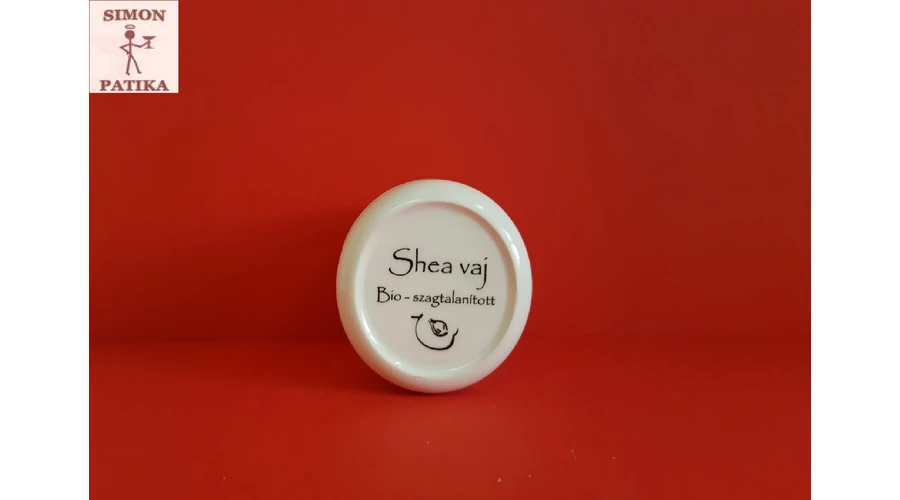 SIMON
PATIKA
Shea vaj
Bio - szagtalanított